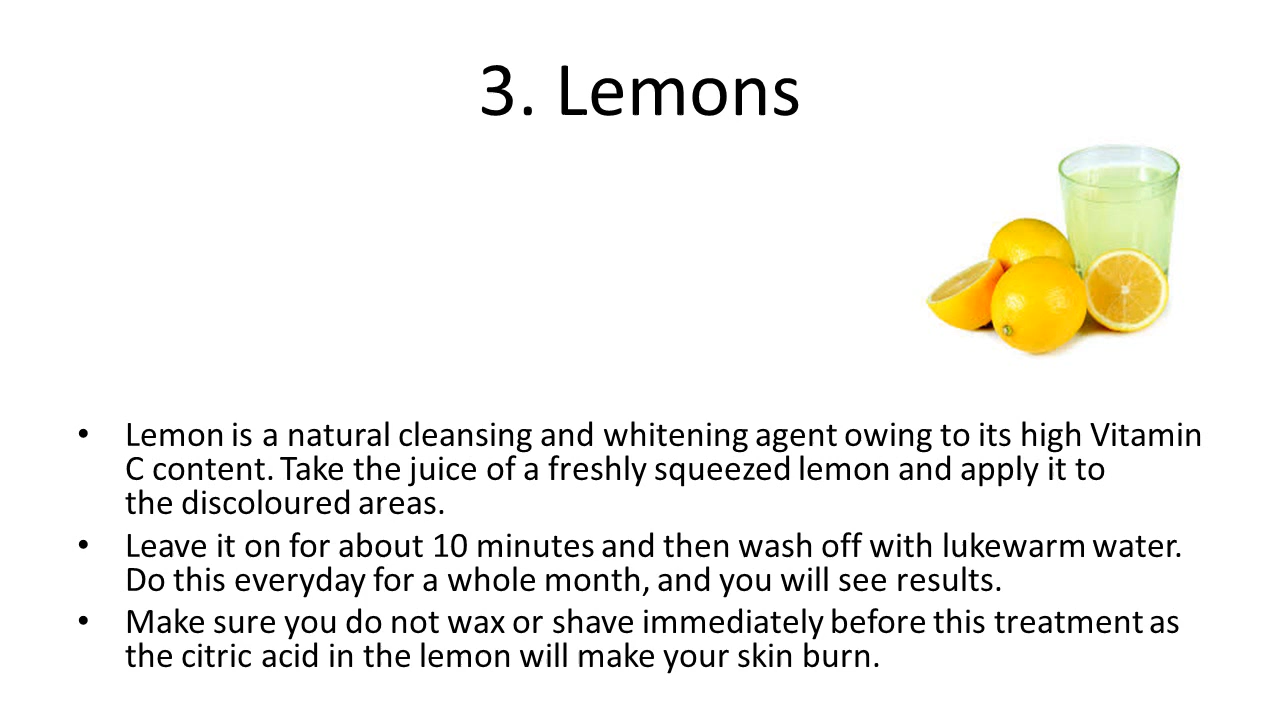 3. Lemons
• Lemon is a natural cleansing and whitening agent owing to its high Vitamin
C content. Take the juice of a freshly squeezed lemon and apply it to
the discoloured areas.
• Leave it on for about 10 minutes and then wash off with lukewarm water.
Do this everyday for a whole month, and you will see results.
• Make sure you do not wax or shave immediately before this treatment as
the citric acid in the lemon will make your skin burn.